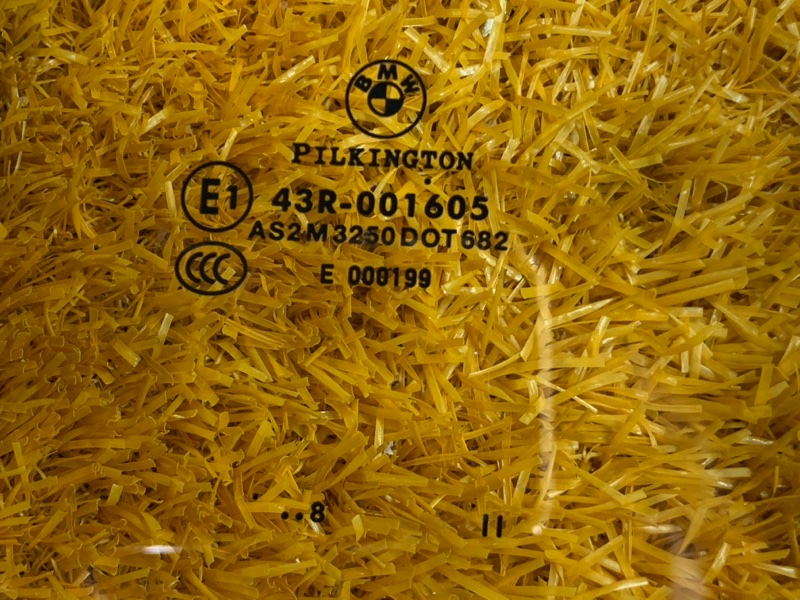 BMW
PILKINGTON
E1 43R-001605
AS2 M3250 DOT 682
CCC E 000199
..8 II